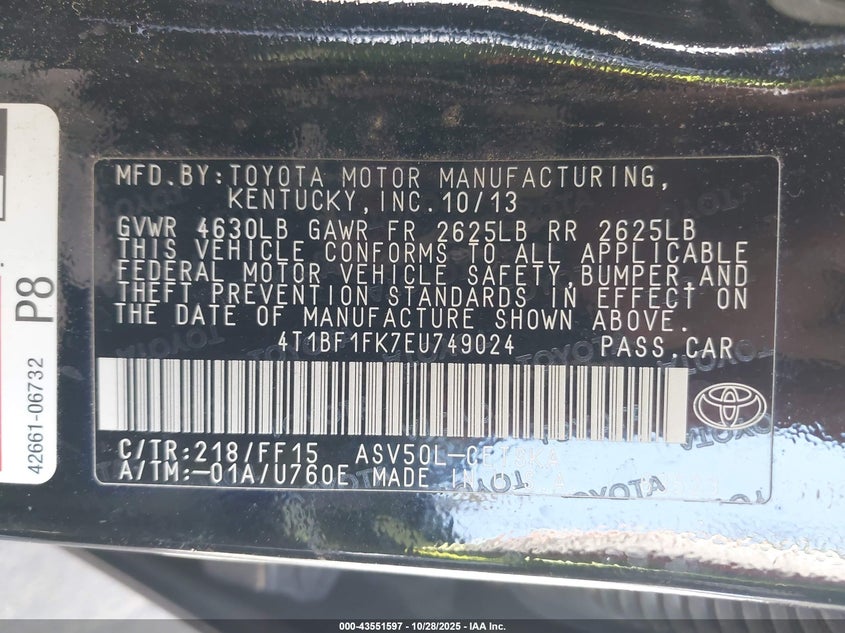 MFD.BY:TOYOTA MOTOR MANUFACTURING,
KENTUCKY,INC.10/13
GVWR 4630LB GAWR FR 2625LB RR 2625LB
THIS VEHICLE CONFORMS TO ALL APPLICABLE
FEDERAL MOTOR VEHICLE SAFETY,BUMPER,AND
THEFT PREVENTION STANDARDS IN EFFECT ON
THE DATE OF MANUFACTURE SHOWN ABOVE.
4T1BF1FK7EU749024 PASS.CAR
C/TR:218/FF15 ASV50L-
A/TM:-01A/U760E MADE IN
TOYOTA
42661-06732 P8
000-43551597 - 10/28/2025 - IAA Inc.